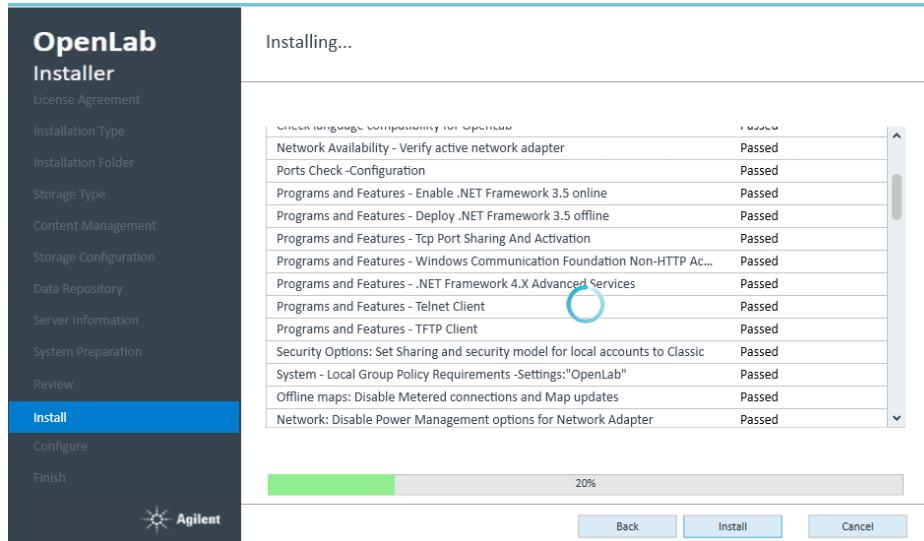 OpenLab
Installer
License Agreement
Installation Type
Installation Folder
Storage Type
Content Management
Storage Configuration
Data Repository
Server Information
System Preparation
Review
Install
Configure
Finish
Agilent
Installing...
Check language compatibility for OpenLab Passed
Network Availability - Verify active network adapter Passed
Ports Check -Configuration Passed
Programs and Features - Enable .NET Framework 3.5 online Passed
Programs and Features - Deploy .NET Framework 3.5 offline Passed
Programs and Features - Tcp Port Sharing And Activation Passed
Programs and Features - Windows Communication Foundation Non-HTTP Ac... Passed
Programs and Features - .NET Framework 4.X Advanced Services Passed
Programs and Features - Telnet Client Passed
Programs and Features - TFTP Client Passed
Security Options: Set Sharing and security model for local accounts to Classic Passed
System - Local Group Policy Requirements -Settings:"OpenLab" Passed
Offline maps: Disable Metered connections and Map updates Passed
Network: Disable Power Management options for Network Adapter Passed
20%
Back Install Cancel